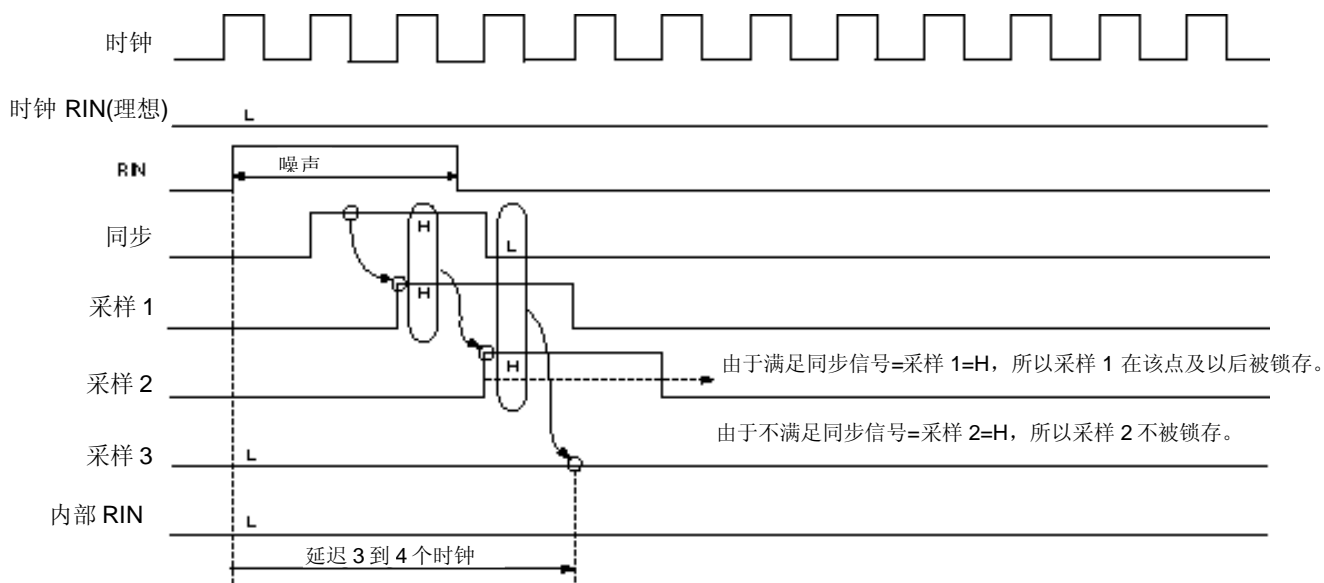 时钟
时钟 RIN(理想)
L
RIN
噪声
同步
H
L
采样 1
H
采样 2
H
由于满足同步信号=采样 1=H，所以采样 1 在该点及以后被锁存。
由于不满足同步信号=采样 2=H，所以采样 2 不被锁存。
采样 3
L
内部 RIN
L
延迟 3 到 4 个时钟